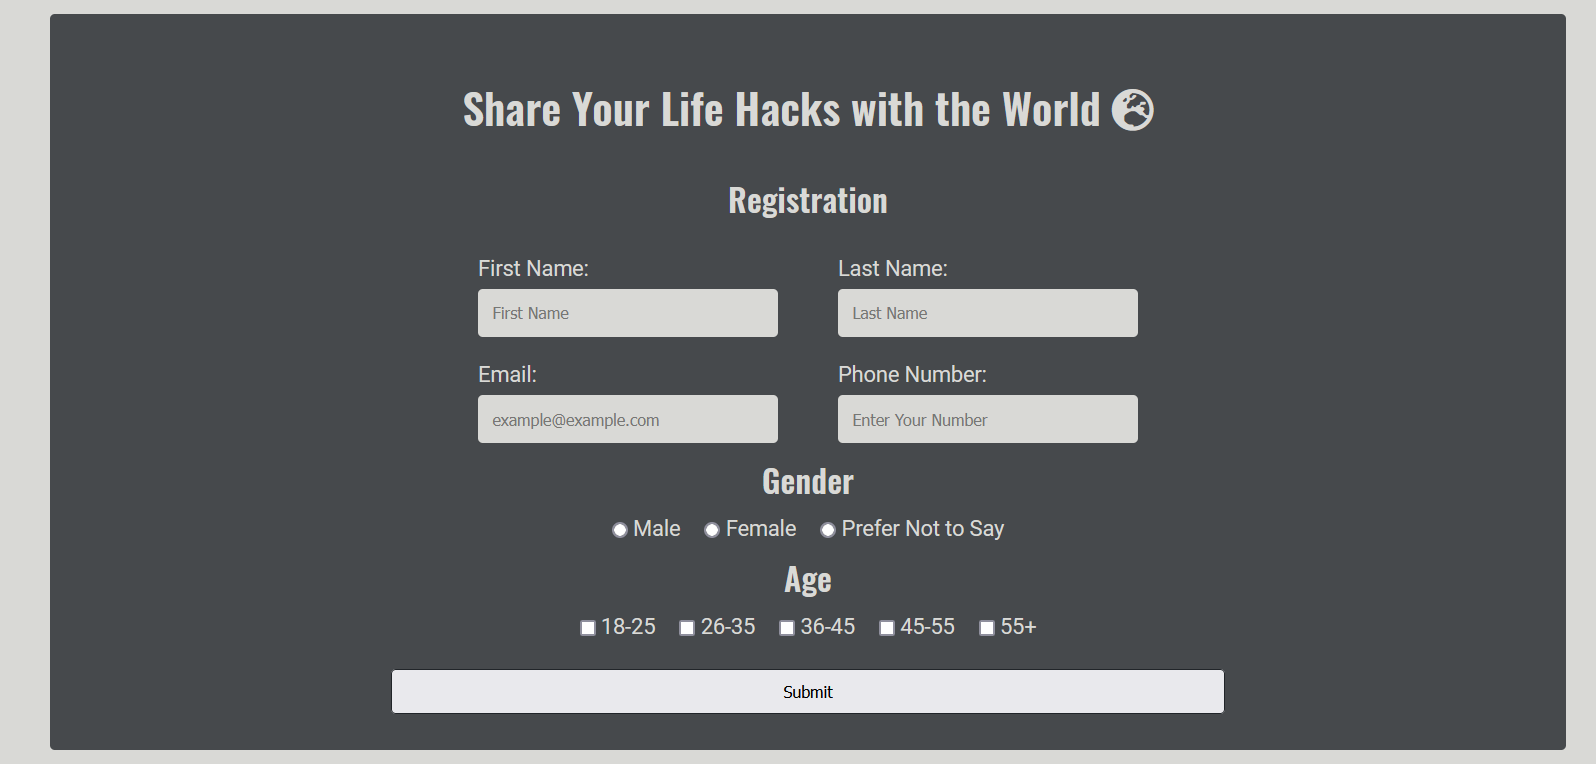 Share Your Life Hacks with the World
Registration
First Name: Last Name:
First Name Last Name
Email: Phone Number:
example@example.com Enter Your Number
Gender
Male Female Prefer Not to Say
Age
18-25 26-35 36-45 45-55 55+
Submit